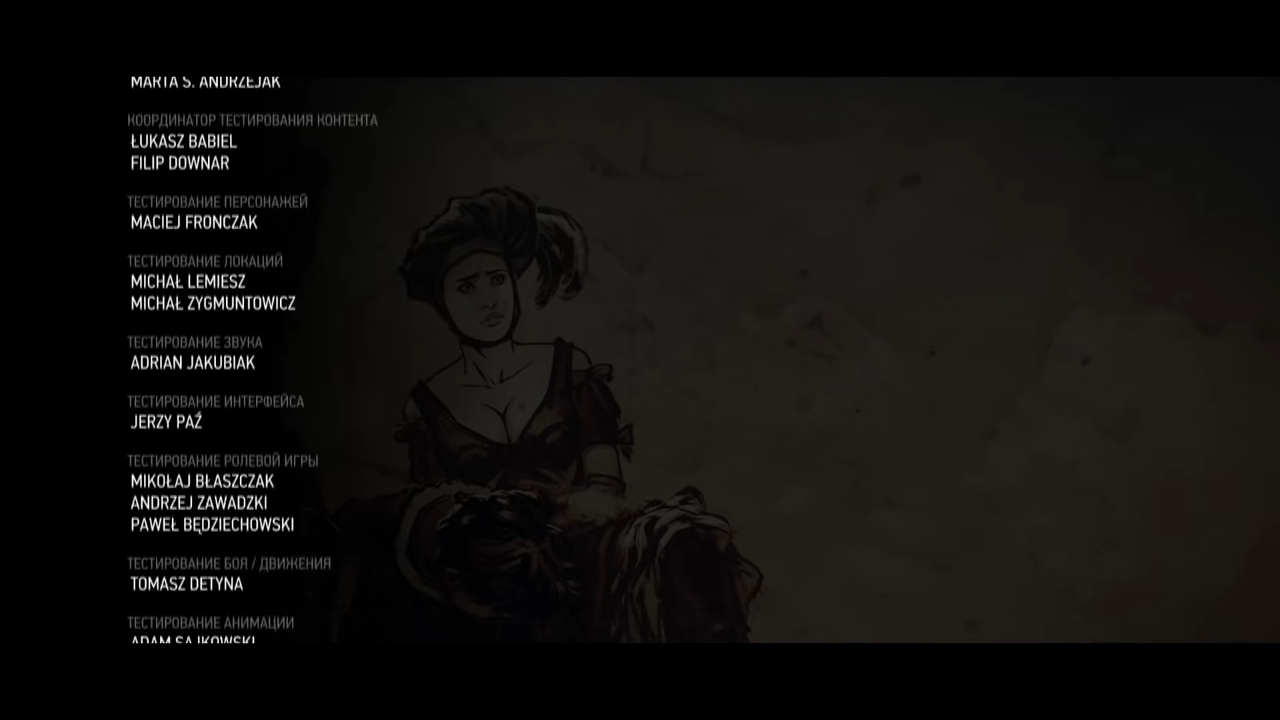 MARTA S. ANDRZEJAK
КООРДИНАТОР ТЕСТИРОВАНИЯ КОНТЕНТА
ŁUKASZ BABIEL
FILIP DOWNAR
ТЕСТИРОВАНИЕ ПЕРСОНАЖЕЙ
MACIEJ FRONCZAK
ТЕСТИРОВАНИЕ ЛОКАЦИЙ
MICHAŁ LEMIESZ
MICHAŁ ZYGMUNTOWICZ
ТЕСТИРОВАНИЕ ЗВУКА
ADRIAN JAKUBIAK
ТЕСТИРОВАНИЕ ИНТЕРФЕЙСА
JERZY PAŹ
ТЕСТИРОВАНИЕ РОЛЕВОЙ ИГРЫ
MIKOŁAJ BŁASZCZAK
ANDRZEJ ZAWADZKI
PAWEŁ BĘDZIECHOWSKI
ТЕСТИРОВАНИЕ БОЯ / ДВИЖЕНИЯ
TOMASZ DETYNA
ТЕСТИРОВАНИЕ АНИМАЦИИ
ADAM SAJKOWSKI